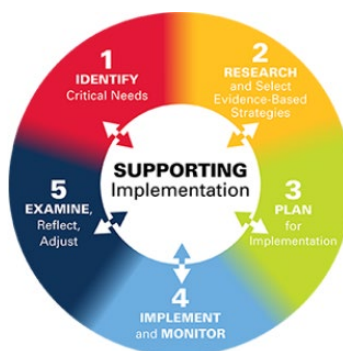 1
IDENTIFY
Critical Needs
2
RESEARCH
and Select
Evidence-Based
Strategies
3
PLAN
for
Implementation
4
IMPLEMENT
and MONITOR
5
EXAMINE,
Reflect,
Adjust
SUPPORTING
Implementation